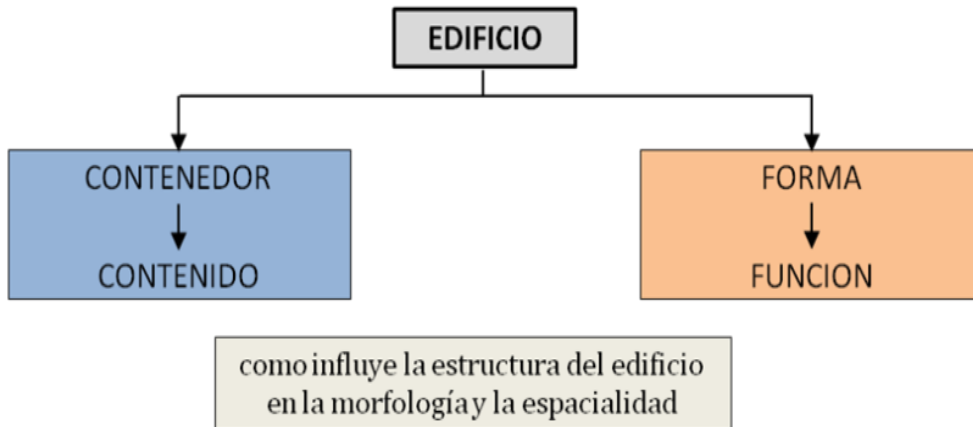 EDIFICIO
CONTENEDOR
CONTENIDO
FORMA
FUNCION
como influye la estructura del edificio
en la morfología y la espacialidad